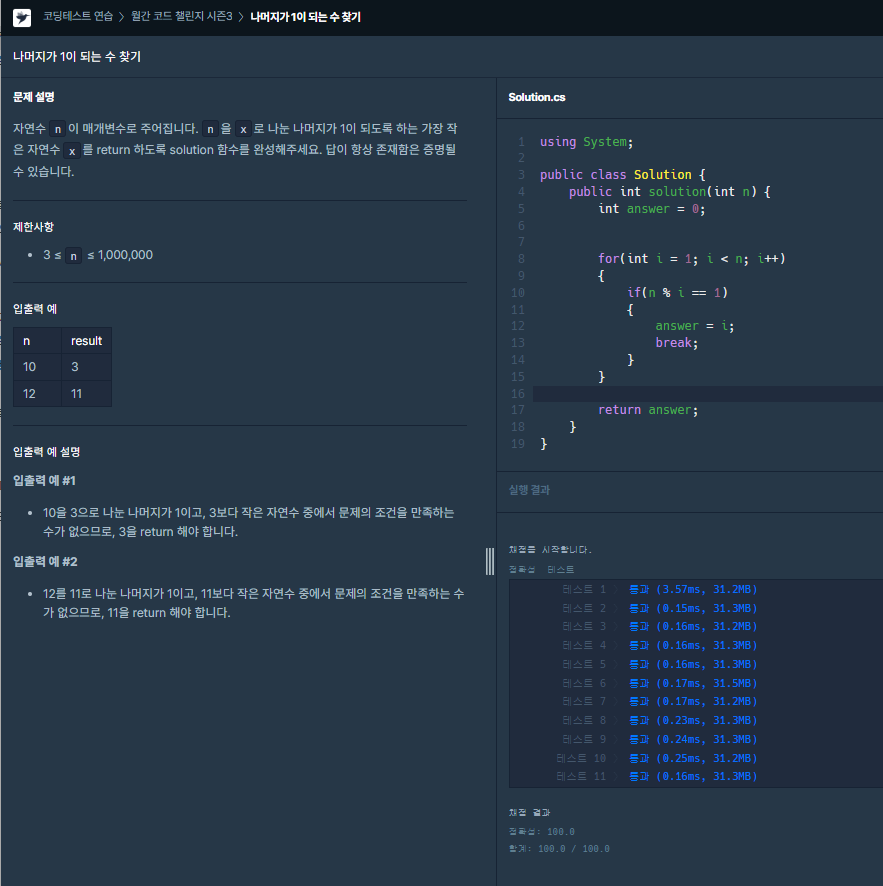 코딩테스트 연습 > 월간 코드 챌린지 시즌3 > 나머지가 1이 되는 수 찾기
나머지가 1이 되는 수 찾기
문제 설명
자연수 n이 매개변수로 주어집니다. n을 x로 나눈 나머지가 1이 되도록 하는 가장 작
은 자연수 x를 return 하도록 solution 함수를 완성해주세요. 답이 항상 존재함은 증명될
수 있습니다.
제한사항
• 3 ≤ n ≤ 1,000,000
입출력 예
n result
10 3
12 11
입출력 예 설명
입출력 예 #1
• 10을 3으로 나눈 나머지가 1이고, 3보다 작은 자연수 중에서 문제의 조건을 만족하는
수가 없으므로, 3을 return 해야 합니다.
입출력 예 #2
• 12를 11로 나눈 나머지가 1이고, 11보다 작은 자연수 중에서 문제의 조건을 만족하는 수
가 없으므로, 11을 return 해야 합니다.
Solution.cs
1 using System;
2
3 public class Solution {
4     public int solution(int n) {
5         int answer = 0;
6
7
8         for(int i = 1; i < n; i++)
9         {
10             if(n % i == 1)
11             {
12                 answer = i;
13                 break;
14             }
15         }
16
17         return answer;
18     }
19 }
실행 결과
채점을 시작합니다.
정확성 테스트
테스트 1 통과 (3.57ms, 31.2MB)
테스트 2 통과 (0.15ms, 31.3MB)
테스트 3 통과 (0.16ms, 31.2MB)
테스트 4 통과 (0.16ms, 31.3MB)
테스트 5 통과 (0.16ms, 31.3MB)
테스트 6 통과 (0.17ms, 31.5MB)
테스트 7 통과 (0.17ms, 31.2MB)
테스트 8 통과 (0.23ms, 31.3MB)
테스트 9 통과 (0.24ms, 31.3MB)
테스트 10 통과 (0.25ms, 31.2MB)
테스트 11 통과 (0.16ms, 31.3MB)
채점 결과
정확성: 100.0
합계: 100.0 / 100.0